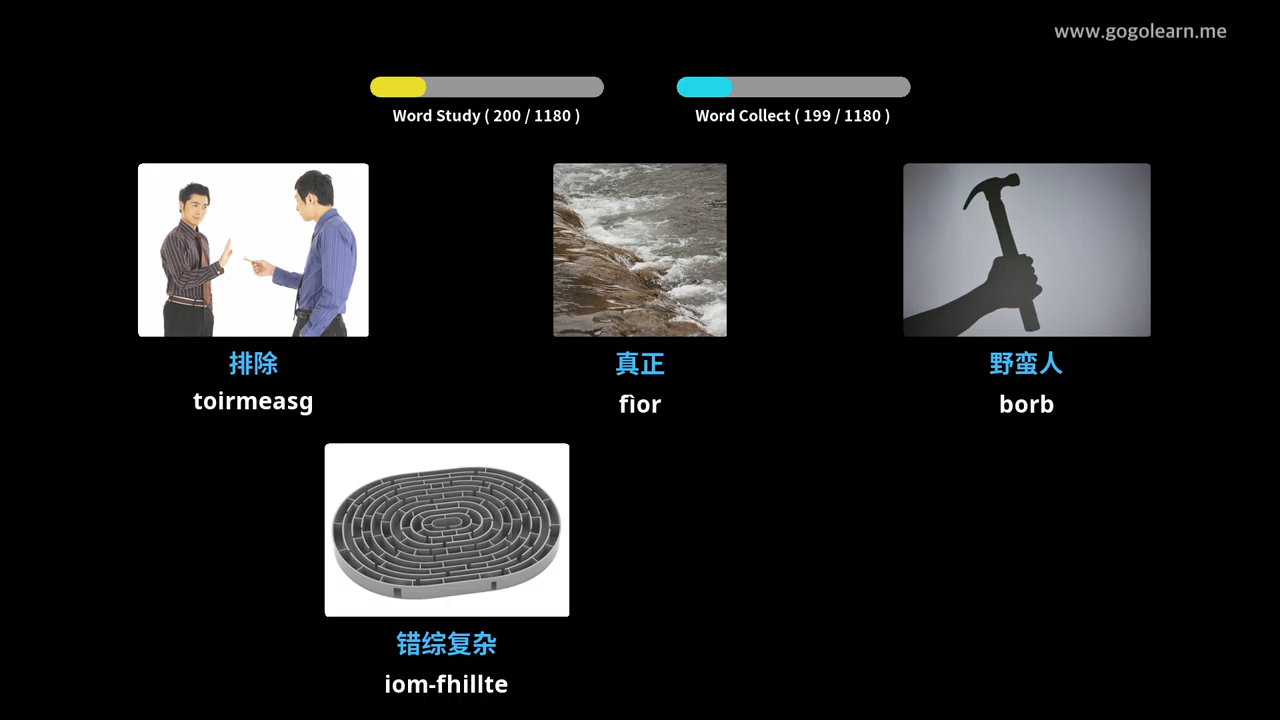 www.gogolearn.me
Word Study ( 200 / 1180 )
Word Collect ( 199 / 1180 )
排除
toirmeasg
真正
fìor
野蛮人
borb
错综复杂
iom-fhillte